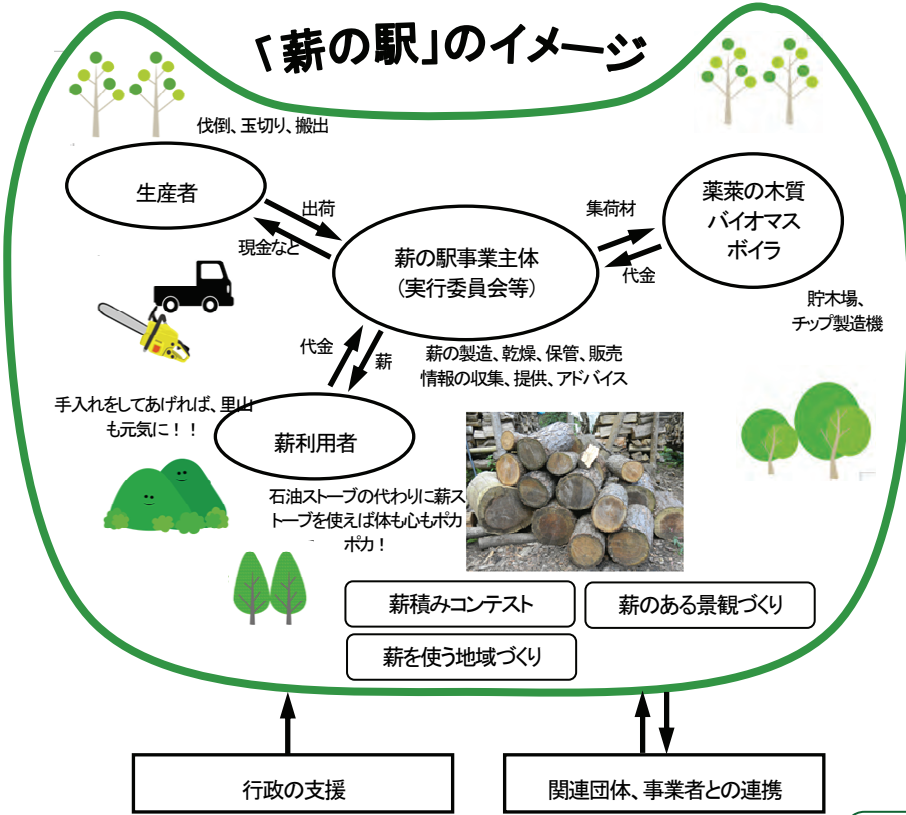 「薪の駅」のイメージ
伐倒、玉切り、搬出
生産者
出荷
現金など
集荷材
代金
薬莱の木質
バイオマス
ボイラ
薪の駅事業主体
(実行委員会等)
貯木場、
チップ製造機
代金
薪
薪の製造、乾燥、保管、販売
情報の収集、提供、アドバイス
手入れをしてあげれば、里山
も元気に！！
薪利用者
石油ストーブの代わりに薪ス
トーブを使えば体も心もポカ
ポカ！
薪積みコンテスト
薪のある景観づくり
薪を使う地域づくり
行政の支援
関連団体、事業者との連携